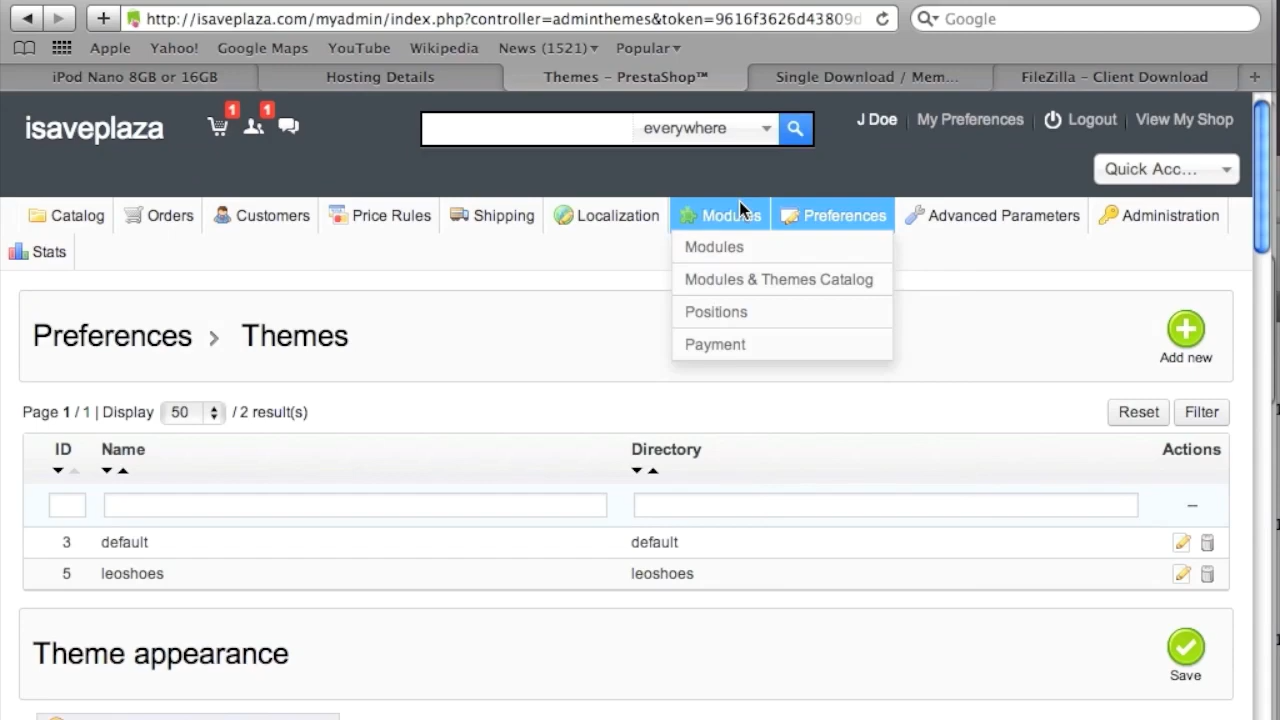 http://isaveplaza.com/myadmin/index.php?controller=adminthemes&token=9616f3626d43809d
Google
Apple Yahoo! Google Maps YouTube Wikipedia News (1521)▾ Popular▾
iPod Nano 8GB or 16GB Hosting Details Themes – PrestaShop™ Single Download / Mem... FileZilla – Client Download
isaveplaza 1 1 everywhere J Doe My Preferences Logout View My Shop
Quick Acc...
Catalog Orders Customers Price Rules Shipping Localization Modules Preferences Advanced Parameters Administration
Stats
Modules
Modules & Themes Catalog
Positions
Payment
Preferences > Themes
Add new
Page 1 / 1 | Display 50 / 2 result(s) Reset Filter
ID Name Directory Actions
--
3 default default
5 leoshoes leoshoes
Theme appearance
Save